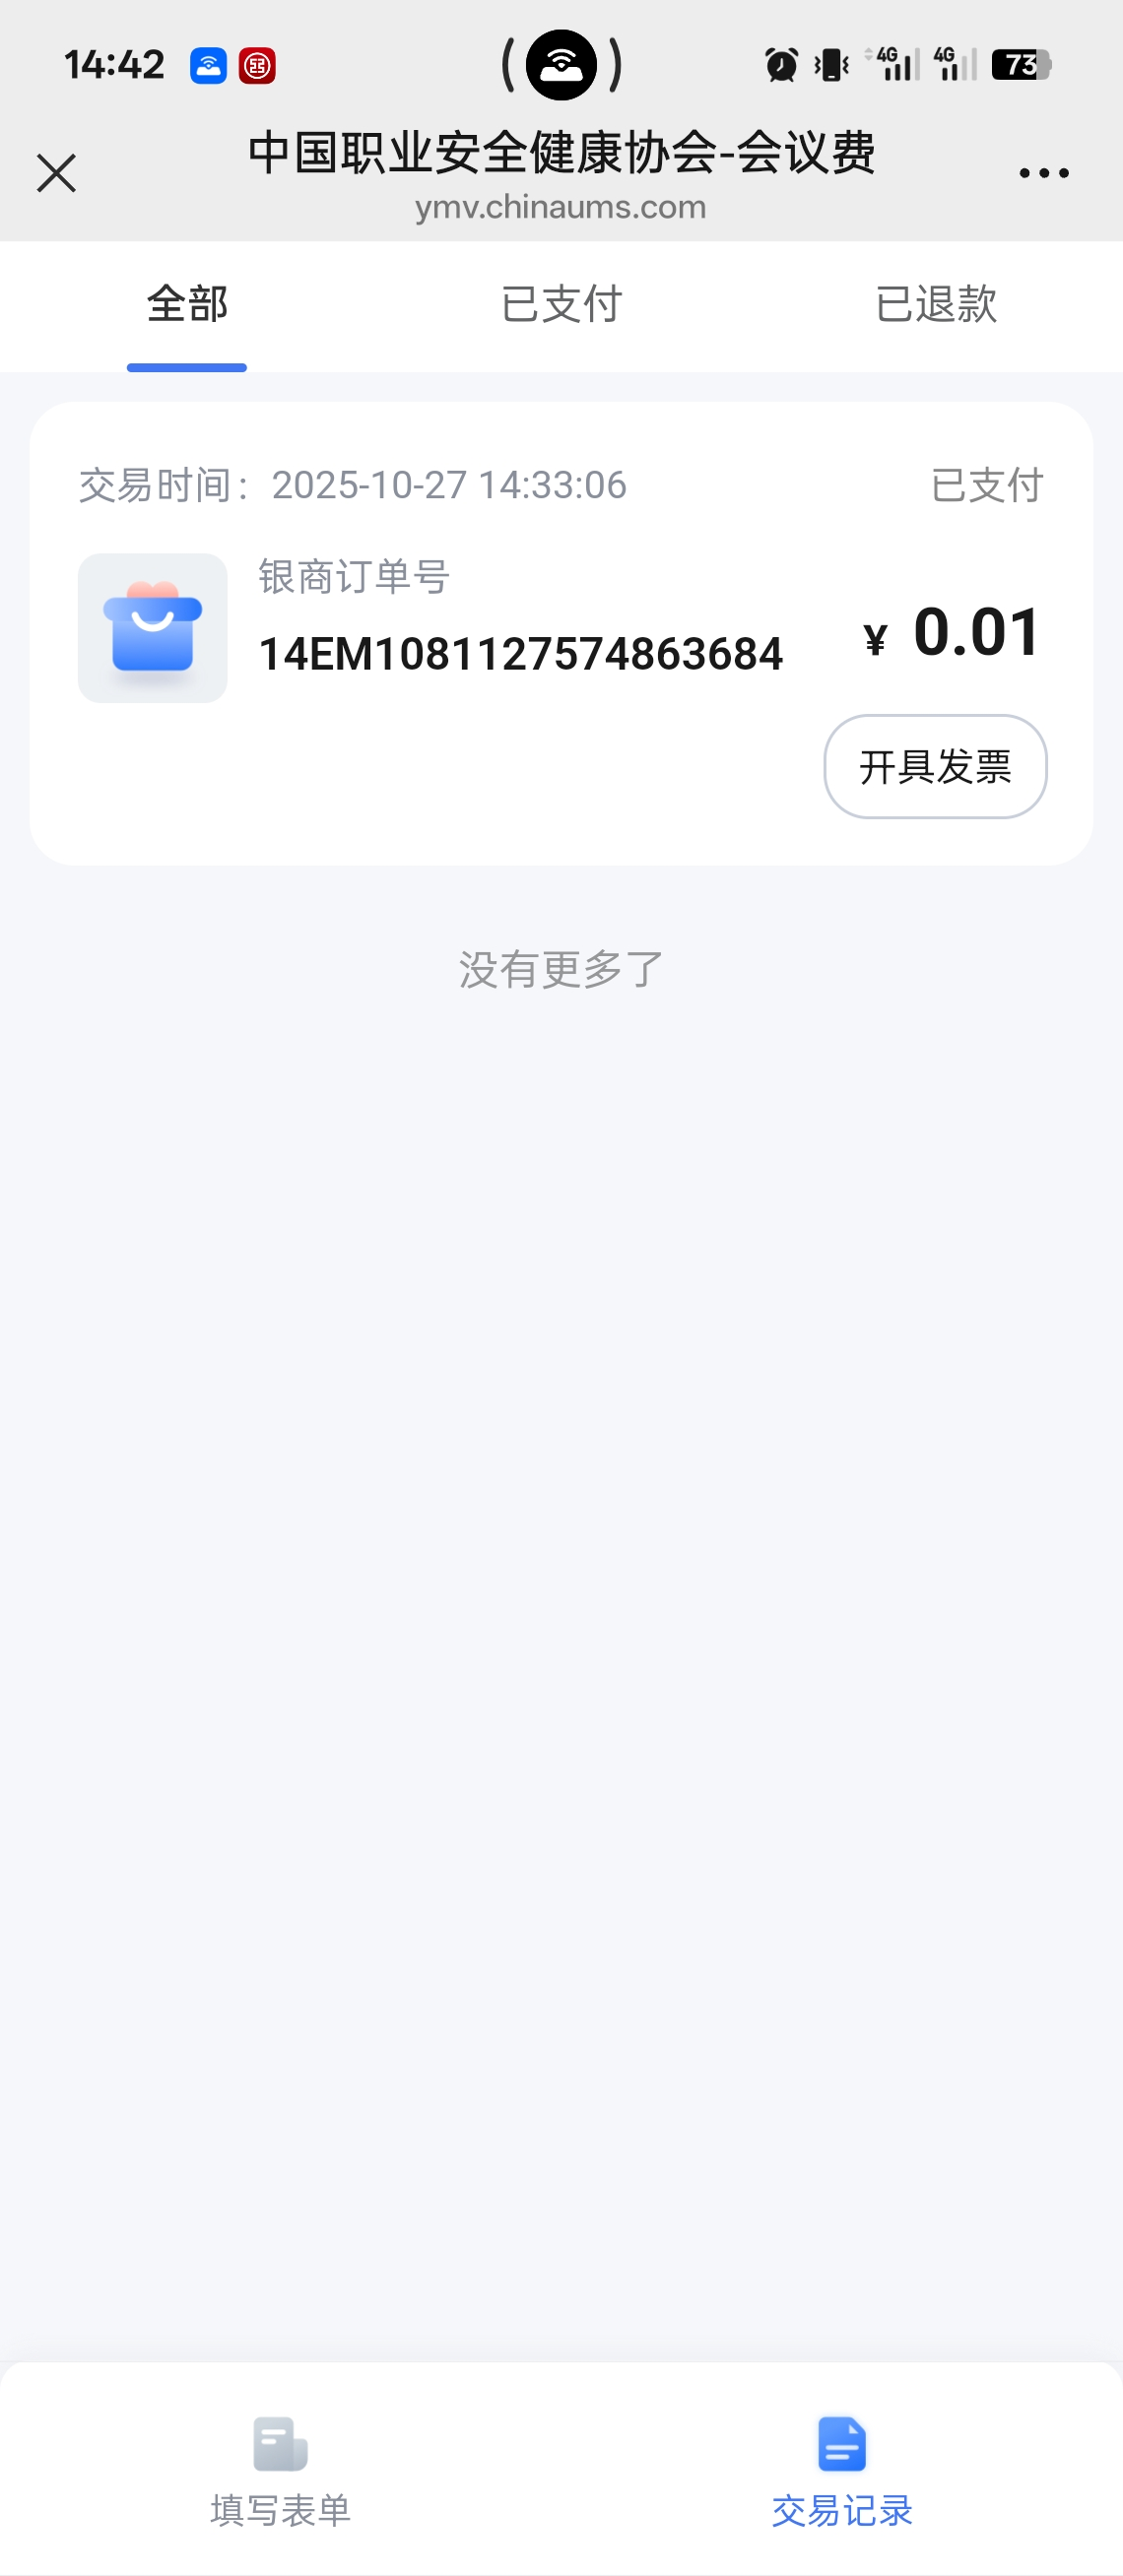 14:42
4G 4G 73
中国职业安全健康协会-会议费
ymv.chinaums.com
全部 已支付 已退款
交易时间：2025-10-27 14:33:06 已支付
银商订单号
14EM1081127574863684 ¥ 0.01
开具发票
没有更多了
填写表单 交易记录